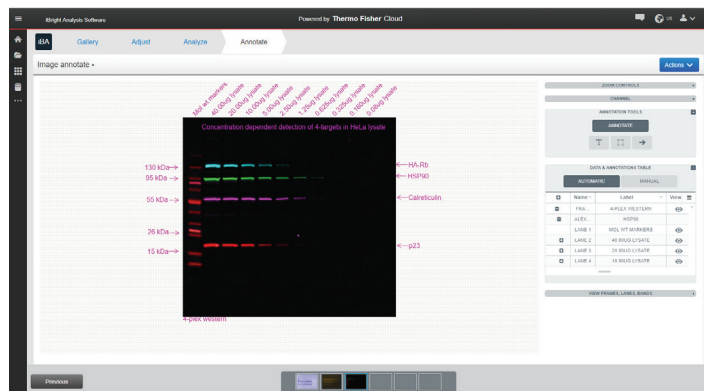 iBright Analysis Software
Powered by Thermo Fisher Cloud
US
iBA
Gallery
Adjust
Analyze
Annotate
Image annotate
Actions
Mol wt markers
40.00ug lysate
20.00ug lysate
10.00ug lysate
5.00ug lysate
2.50ug lysate
1.25ug lysate
0.625ug lysate
0.325ug lysate
0.160ug lysate
0.08ug lysate
Concentration dependent detection of 4-targets in HeLa lysate
130 kDa
95 kDa
55 kDa
26 kDa
15 kDa
HA-Rb
HSP90
Calreticulin
p23
4-plex western
ZOOM CONTROLS
CHANNEL
ANNOTATION TOOLS
ANNOTATE
T
DATA & ANNOTATIONS TABLE
AUTOMATIC MANUAL
Name Label View
FRA... 4-PLEX WESTERN
ALEX... HSP90
LANE 1 MOL WT MARKERS
LANE 2 40.00UG LYSATE
LANE 3 20.00UG LYSATE
LANE 4 10.00UG LYSATE
VIEW FRAMES, LANES, BANDS
Previous